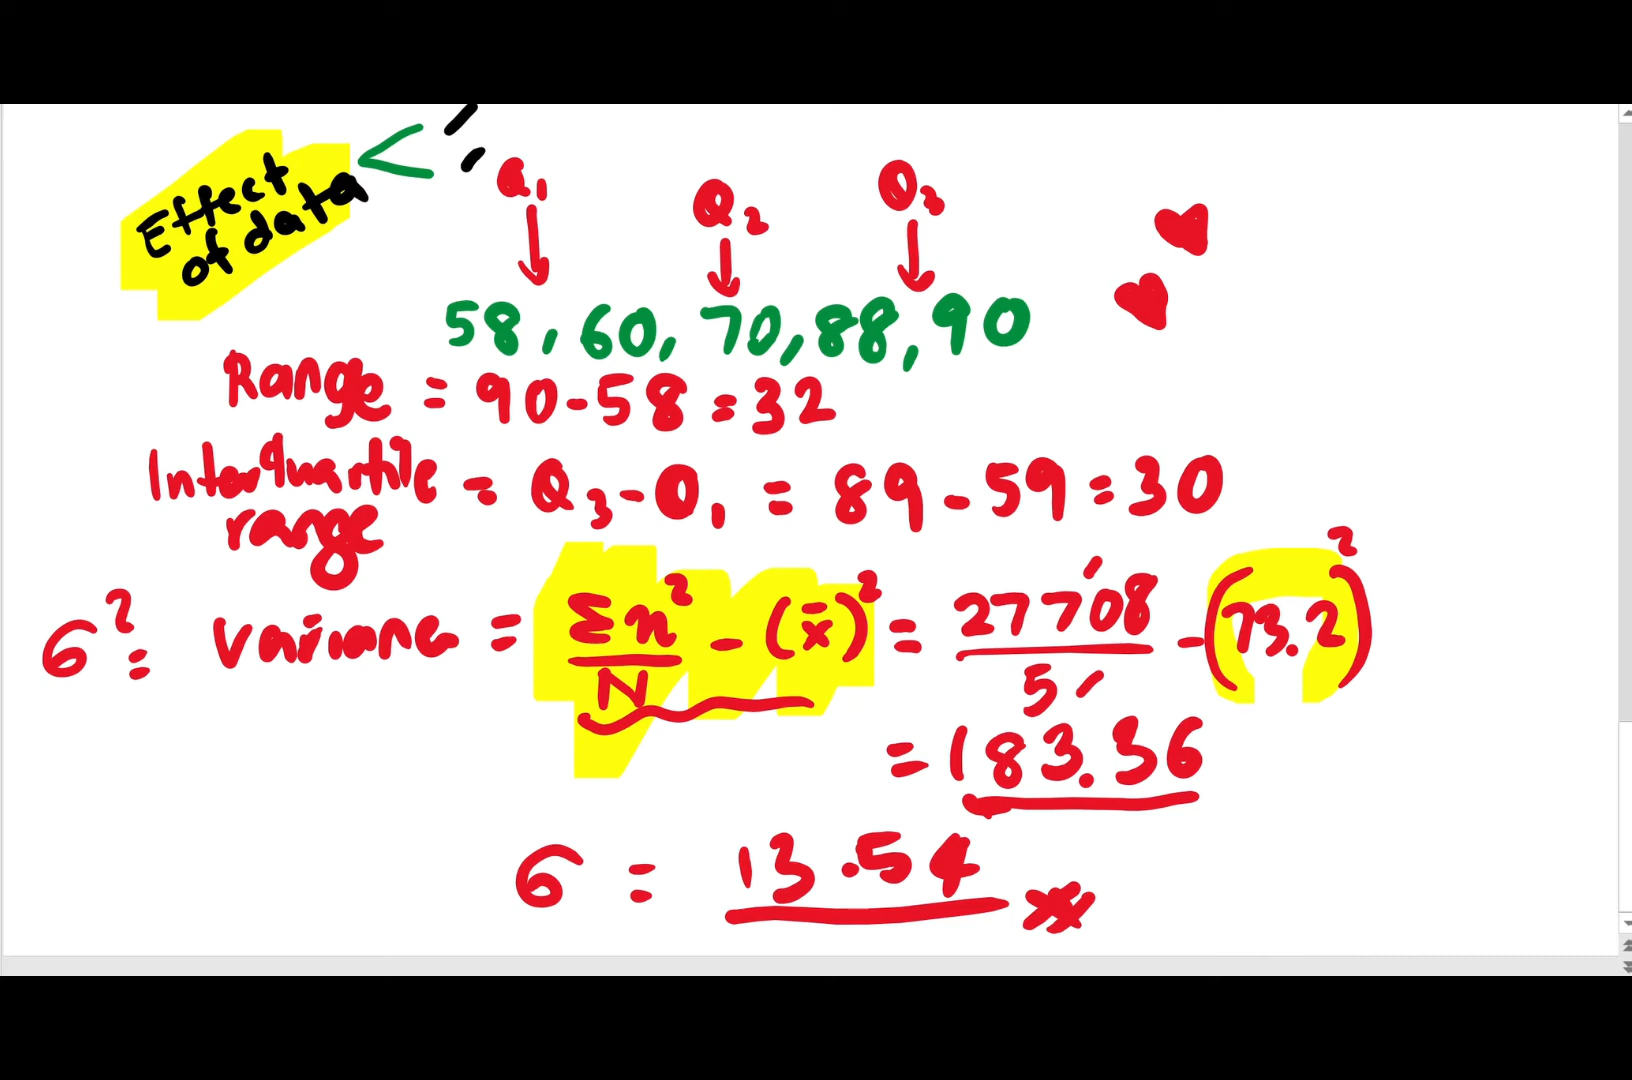 Effect
of data
Q₁ Q₂ Q₃
58, 60, 70, 88, 90
Range = 90-58 = 32
Interquartile
range = Q₃ - Q₁ = 89 - 59 = 30
σ² = variance = Σx²/N - (x̄)² = 27708/5 - (73.2)²
= 183.36
σ = 13.54